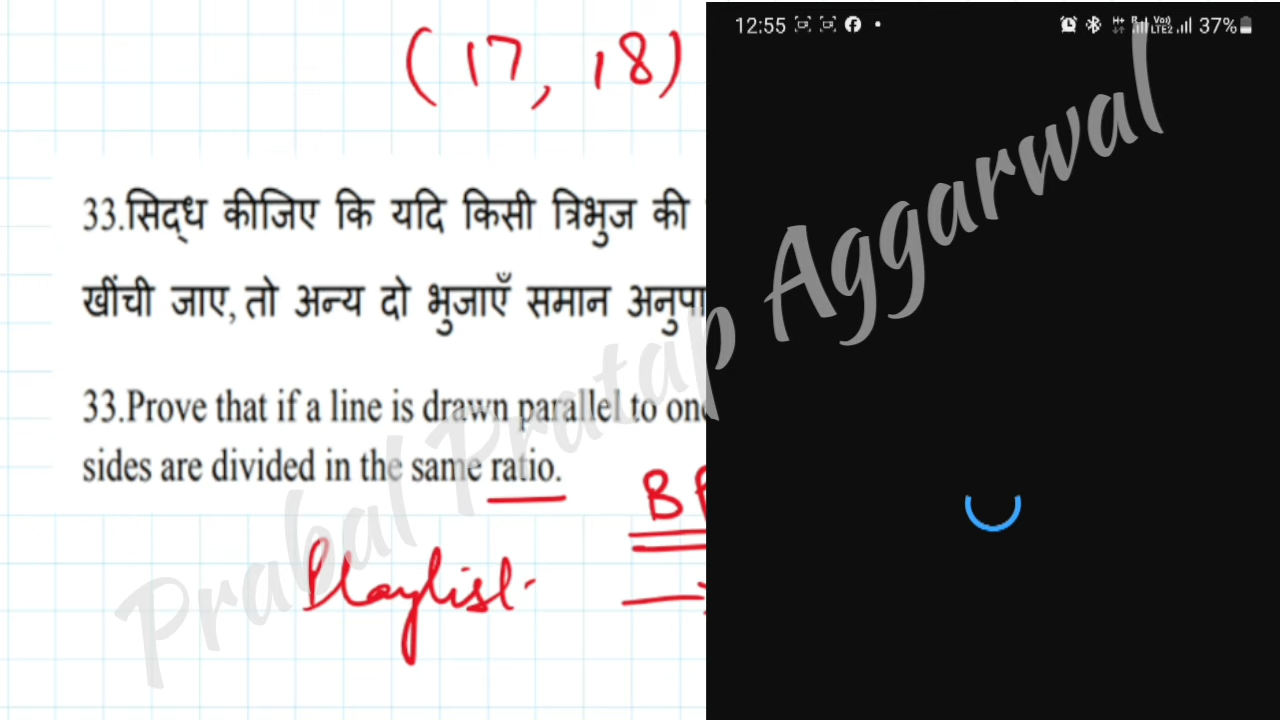 (17, 18)
12:55 37%
33.सिद्ध कीजिए कि यदि किसी त्रिभुज की
खींची जाए, तो अन्य दो भुजाएँ समान अनुपा
33.Prove that if a line is drawn parallel to one
sides are divided in the same ratio.
Playlist
Prabal Pratap Aggarwal